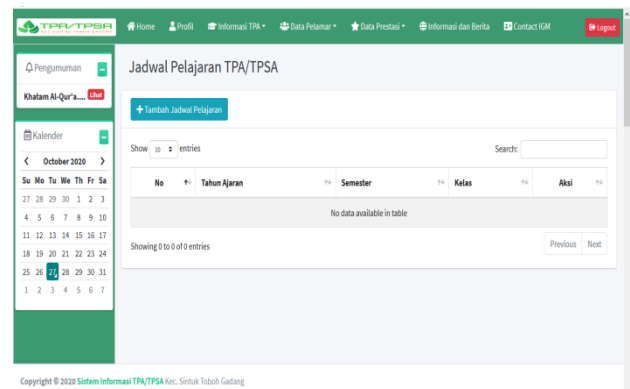 TPA/TPSA
KEC SINTUK TOBOH GADANG
Home Profil Informasi TPA Data Pelamar Data Prestasi Informasi dan Berita Contact IGM Logout
Pengumuman
Khatam Al-Qur'a.... Lihat
Kalender
October 2020
Su Mo Tu We Th Fr Sa
27 28 29 30 1 2 3
4 5 6 7 8 9 10
11 12 13 14 15 16 17
18 19 20 21 22 23 24
25 26 27 28 29 30 31
1 2 3 4 5 6 7
Jadwal Pelajaran TPA/TPSA
Tambah Jadwal Pelajaran
Show 10 entries
Search:
No Tahun Ajaran Semester Kelas Aksi
No data available in table
Showing 0 to 0 of 0 entries
Previous Next
Copyright © 2020 Sistem Informasi TPA/TPSA Kec. Sintuk Toboh Gadang